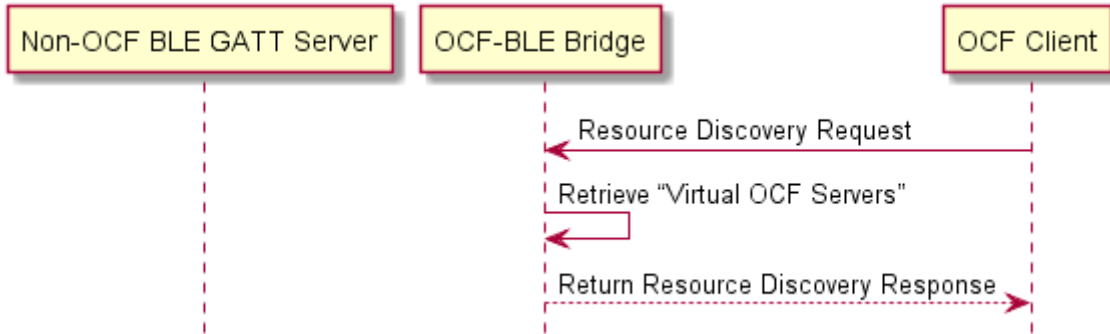 Non-OCF BLE GATT Server
OCF-BLE Bridge
OCF Client
Resource Discovery Request
Retrieve “Virtual OCF Servers”
Return Resource Discovery Response